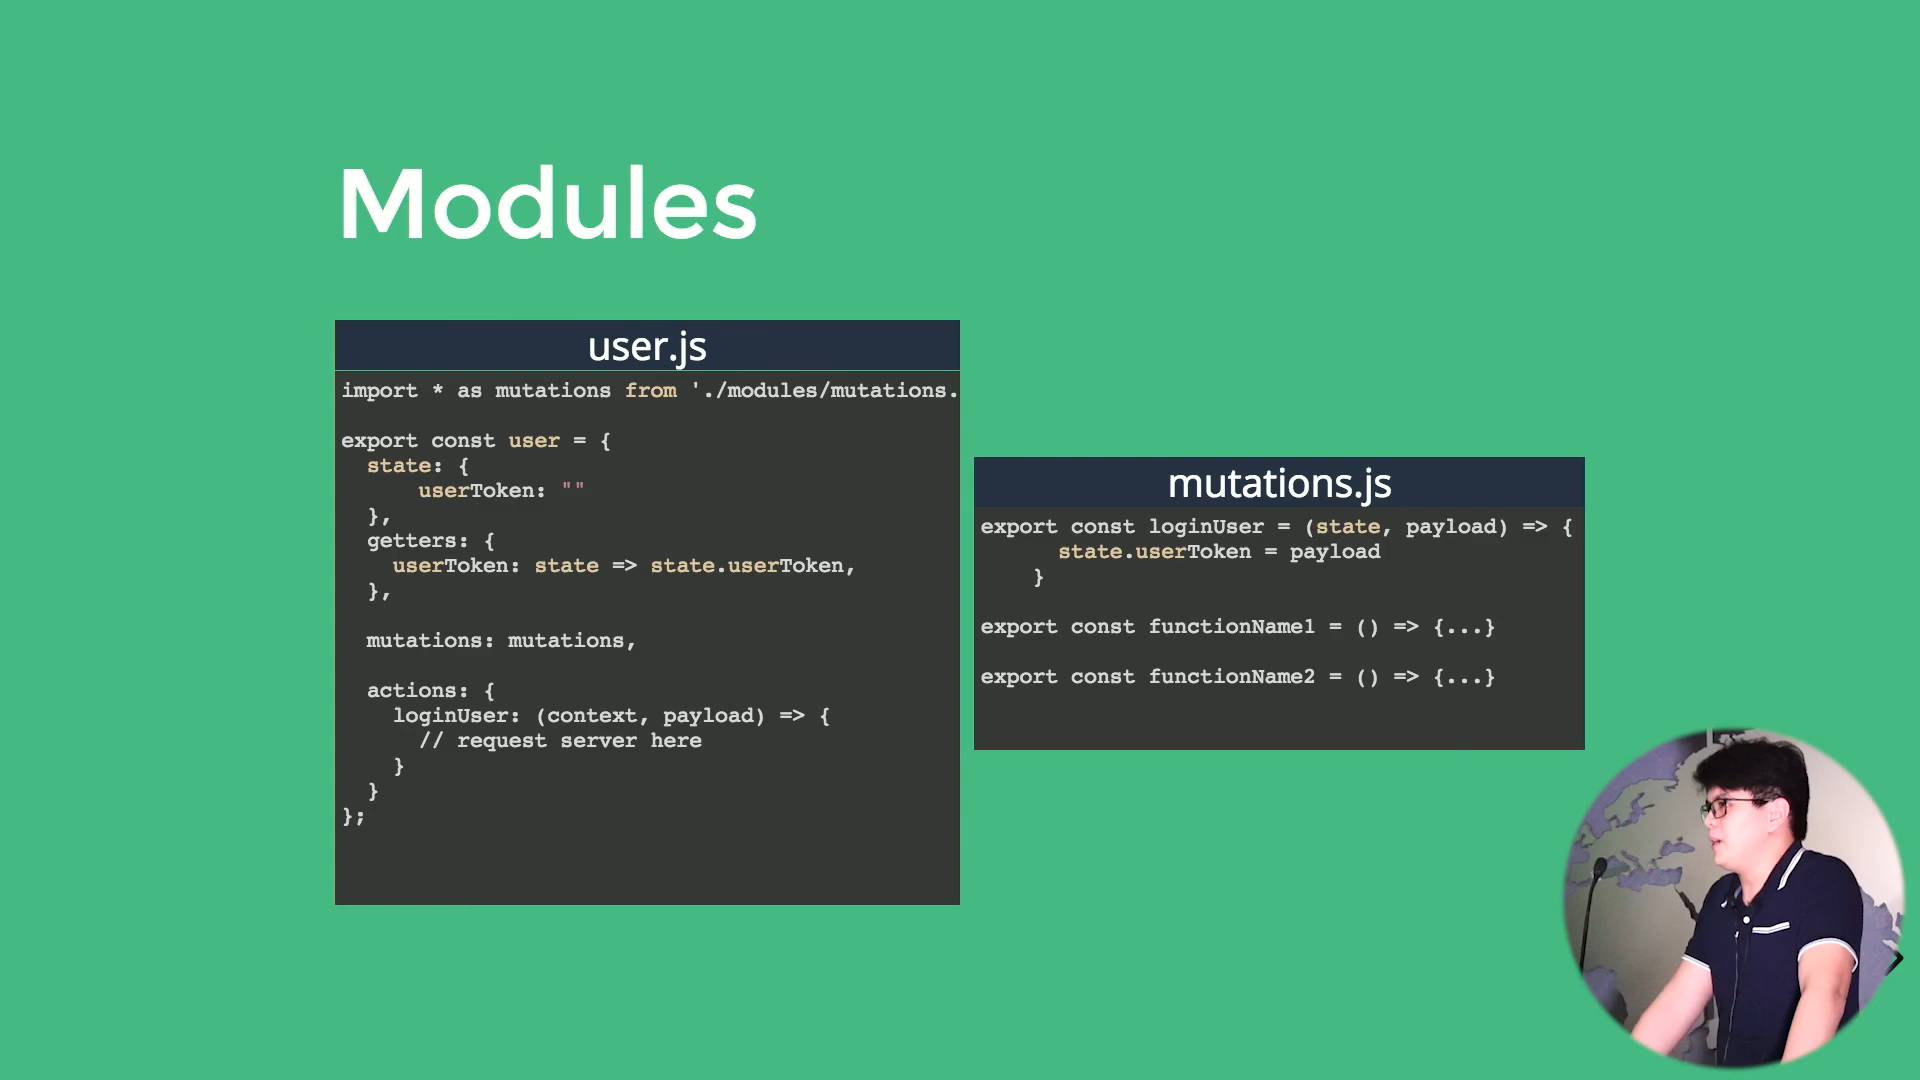 Modules
user.js
import * as mutations from './modules/mutations.
export const user = {
state: {
userToken: ""
},
getters: {
userToken: state => state.userToken,
},
mutations: mutations,
actions: {
loginUser: (context, payload) => {
// request server here
}
}
};
mutations.js
export const loginUser = (state, payload) => {
state.userToken = payload
}
export const functionName1 = () => {...}
export const functionName2 = () => {...}